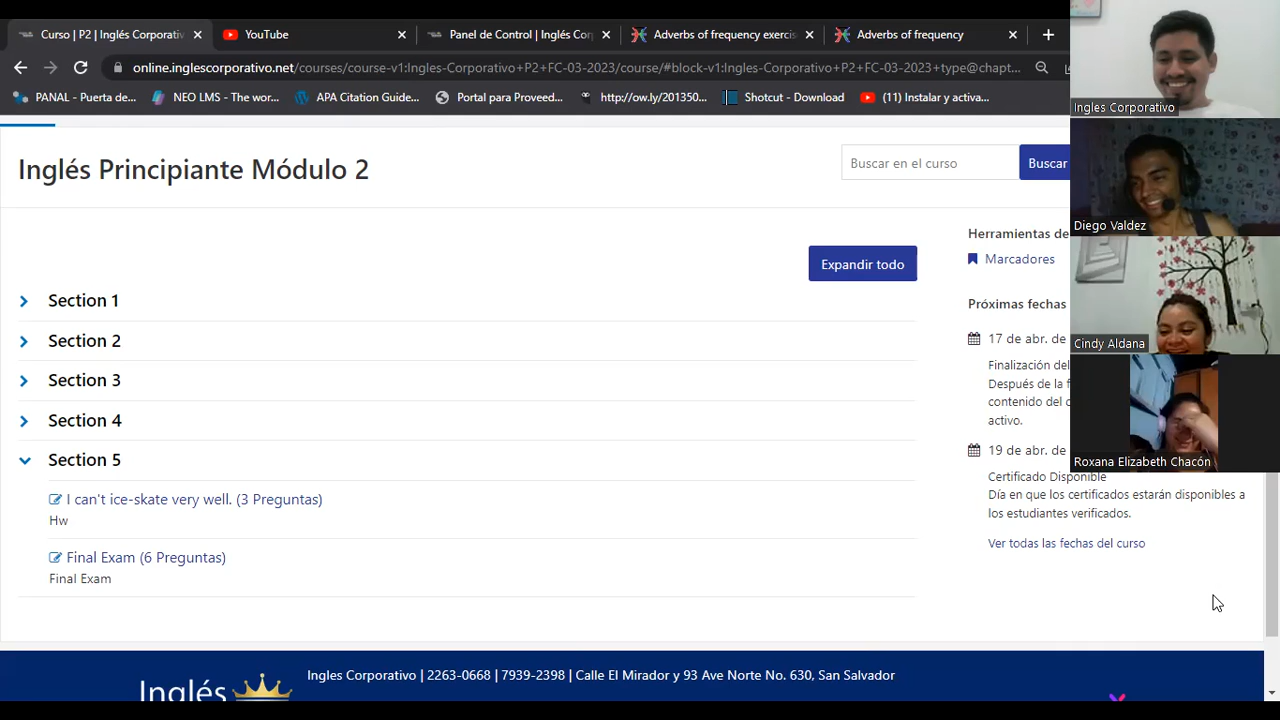 Curso | P2 | Inglés Corporativ
YouTube
Panel de Control | Inglés Cor
Adverbs of frequency exercis
Adverbs of frequency
online.inglescorporativo.net/courses/course-v1:Ingles-Corporativo+P2+FC-03-2023/course/#block-v1:Ingles-Corporativo+P2+FC-03-2023+type@chapt...
PANAL - Puerta de...
NEO LMS - The wor...
APA Citation Guide...
Portal para Proveed...
http://ow.ly/201350...
Shotcut - Download
(11) Instalar y activa...
Ingles Corporativo
Inglés Principiante Módulo 2
Buscar en el curso
Buscar
Diego Valdez
Herramientas de
Marcadores
Expandir todo
Section 1
Section 2
Section 3
Section 4
Section 5
I can't ice-skate very well. (3 Preguntas)
Hw
Final Exam (6 Preguntas)
Final Exam
Próximas fechas
17 de abr. de
Finalización del
Después de la f
contenido del c
activo.
Cindy Aldana
19 de abr. de
Roxana Elizabeth Chacón
Certificado Disponible
Día en que los certificados estarán disponibles a
los estudiantes verificados.
Ver todas las fechas del curso
Inglés
Ingles Corporativo | 2263-0668 | 7939-2398 | Calle El Mirador y 93 Ave Norte No. 630, San Salvador